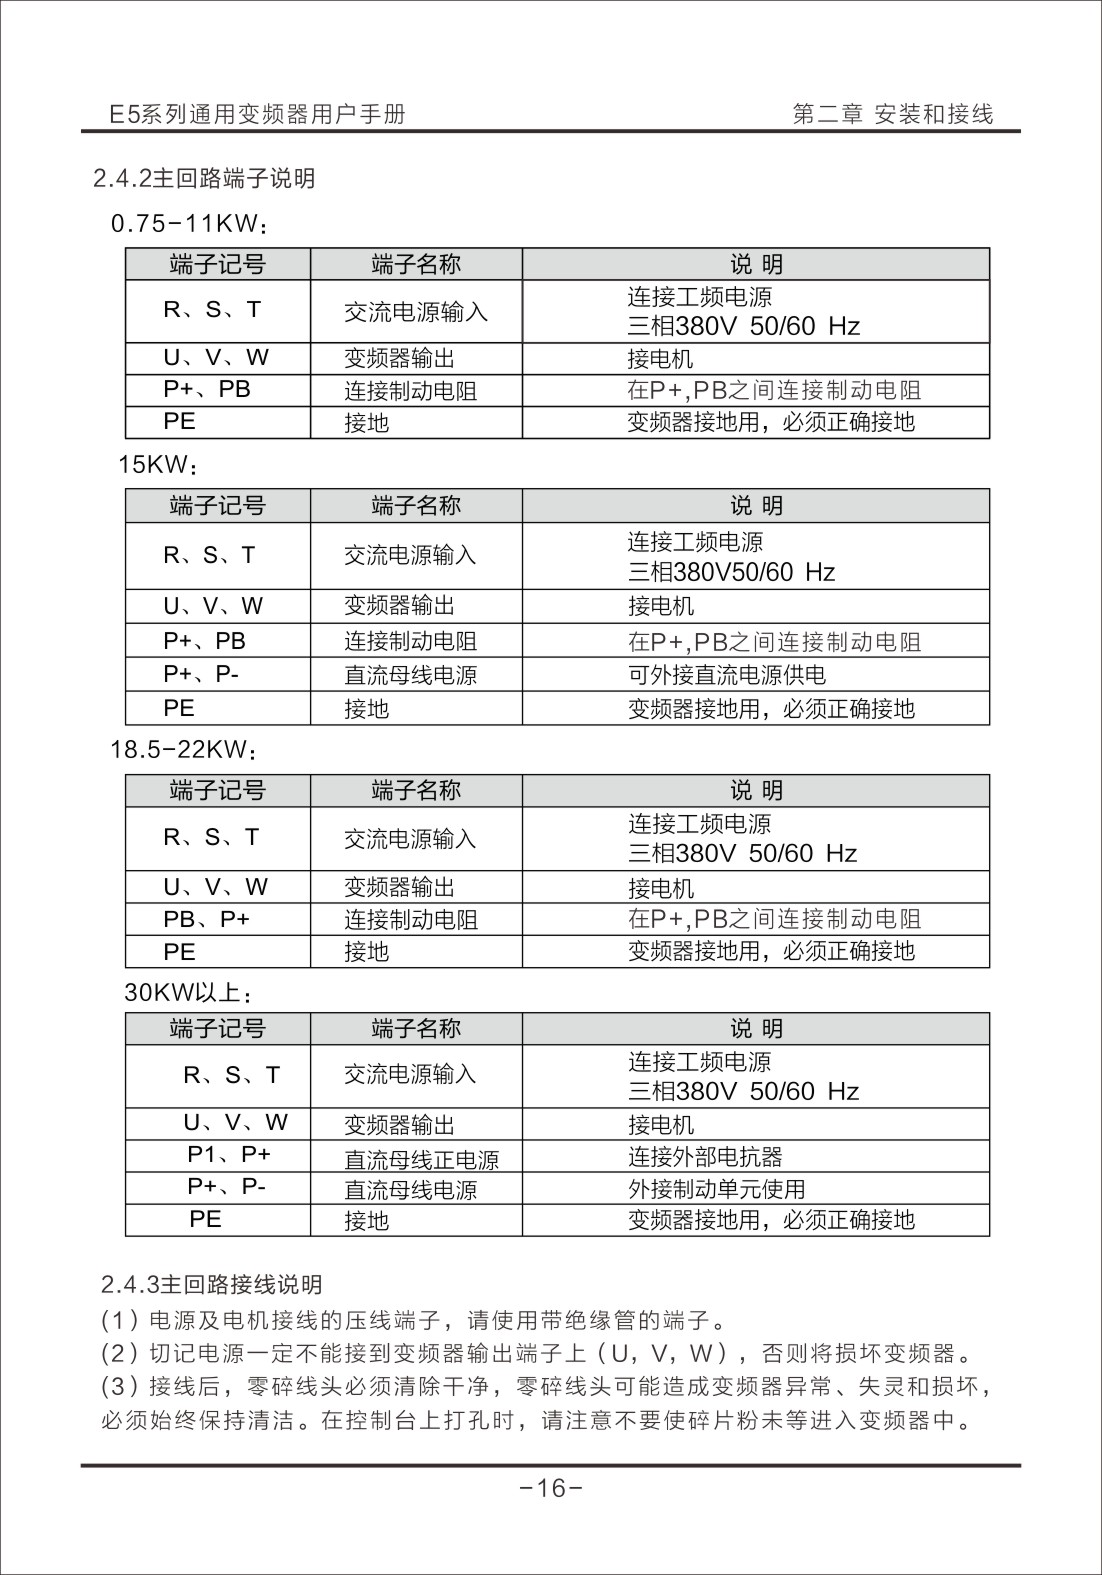 E5系列通用变频器用户手册 第二章 安装和接线
2.4.2主回路端子说明
0.75-11KW：
端子记号 端子名称 说 明
R、S、T 交流电源输入 连接工频电源
三相380V 50/60 Hz
U、V、W 变频器输出 接电机
P+、PB 连接制动电阻 在P+,PB之间连接制动电阻
PE 接地 变频器接地用，必须正确接地
15KW：
端子记号 端子名称 说 明
R、S、T 交流电源输入 连接工频电源
三相380V50/60 Hz
U、V、W 变频器输出 接电机
P+、PB 连接制动电阻 在P+,PB之间连接制动电阻
P+、P- 直流母线电源 可外接直流电源供电
PE 接地 变频器接地用，必须正确接地
18.5-22KW：
端子记号 端子名称 说 明
R、S、T 交流电源输入 连接工频电源
三相380V 50/60 Hz
U、V、W 变频器输出 接电机
PB、P+ 连接制动电阻 在P+,PB之间连接制动电阻
PE 接地 变频器接地用，必须正确接地
30KW以上：
端子记号 端子名称 说 明
R、S、T 交流电源输入 连接工频电源
三相380V 50/60 Hz
U、V、W 变频器输出 接电机
P1、P+ 直流母线正电源 连接外部电抗器
P+、P- 直流母线电源 外接制动单元使用
PE 接地 变频器接地用，必须正确接地
2.4.3主回路接线说明
(1）电源及电机接线的压线端子，请使用带绝缘管的端子。
(2）切记电源一定不能接到变频器输出端子上（U，V，W），否则将损坏变频器。
(3）接线后，零碎线头必须清除干净，零碎线头可能造成变频器异常、失灵和损坏，
必须始终保持清洁。在控制台上打孔时，请注意不要使碎片粉末等进入变频器中。
-16-